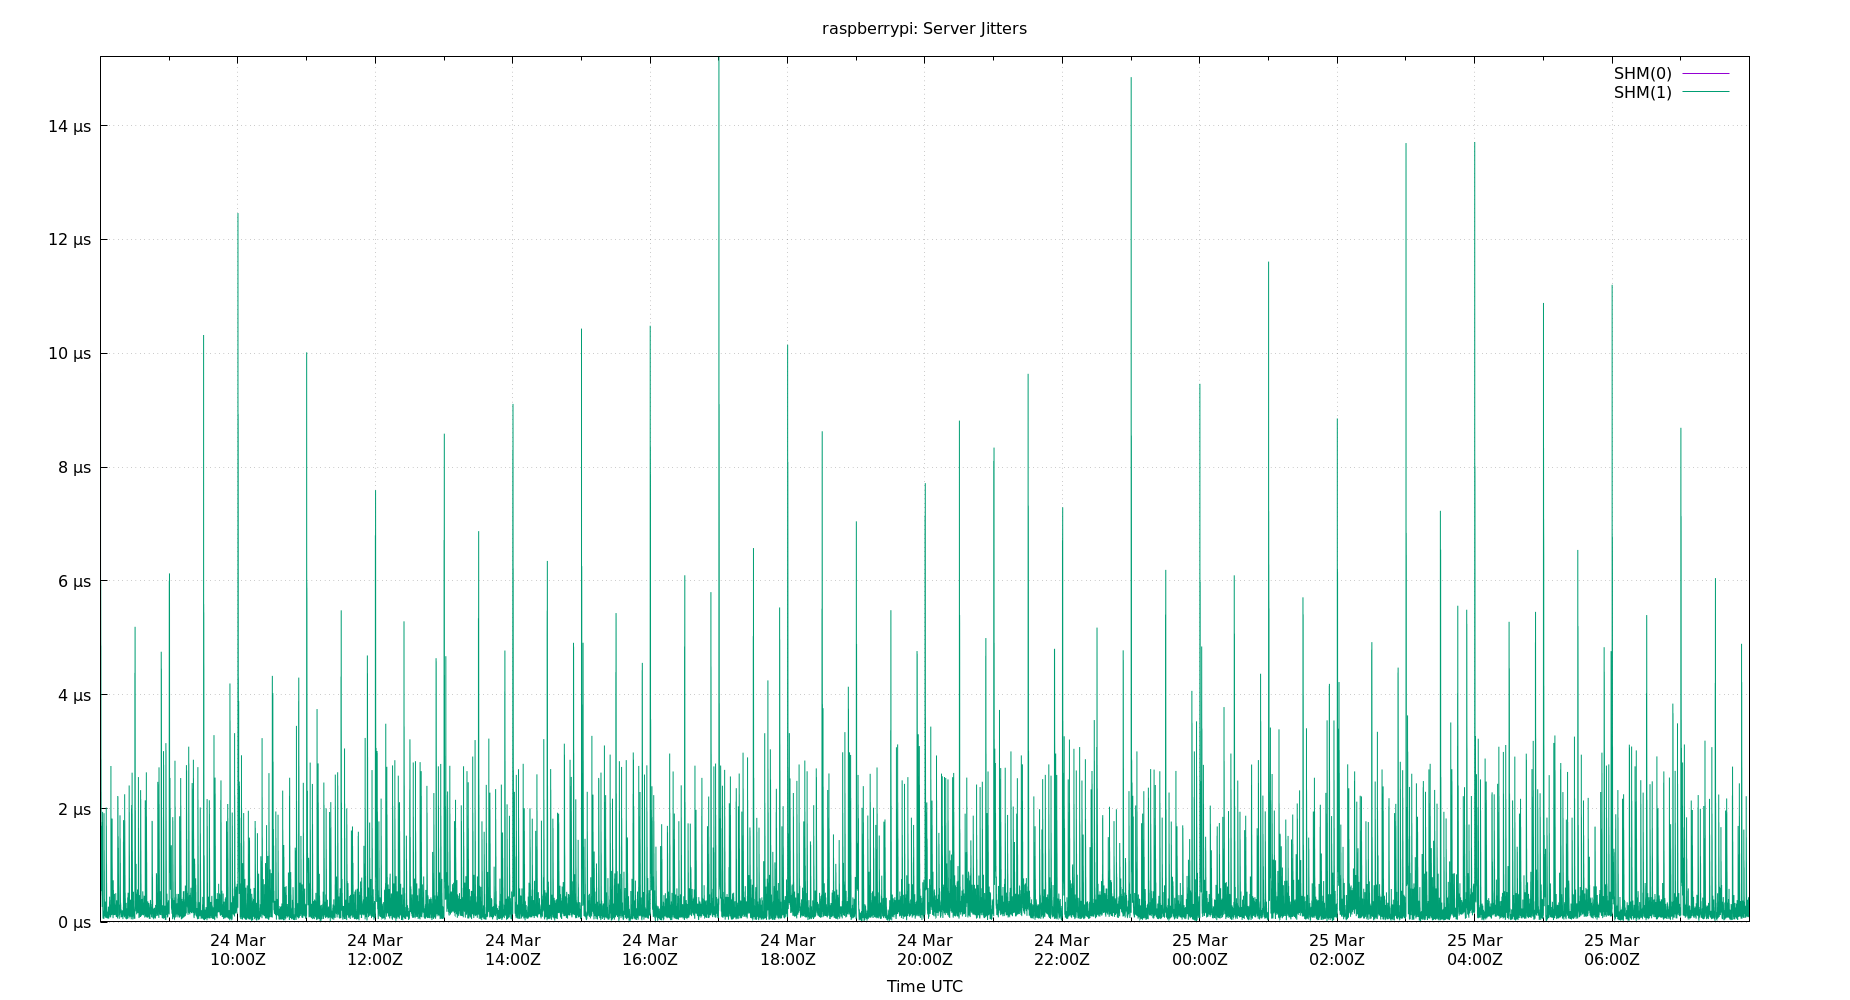 raspberrypi: Server Jitters
SHM(0)
SHM(1)
14 µs
12 µs
10 µs
8 µs
6 µs
4 µs
2 µs
0 µs
24 Mar 24 Mar 24 Mar 24 Mar 24 Mar 24 Mar 24 Mar 25 Mar 25 Mar 25 Mar 25 Mar
10:00Z 12:00Z 14:00Z 16:00Z 18:00Z 20:00Z 22:00Z 00:00Z 02:00Z 04:00Z 06:00Z
Time UTC